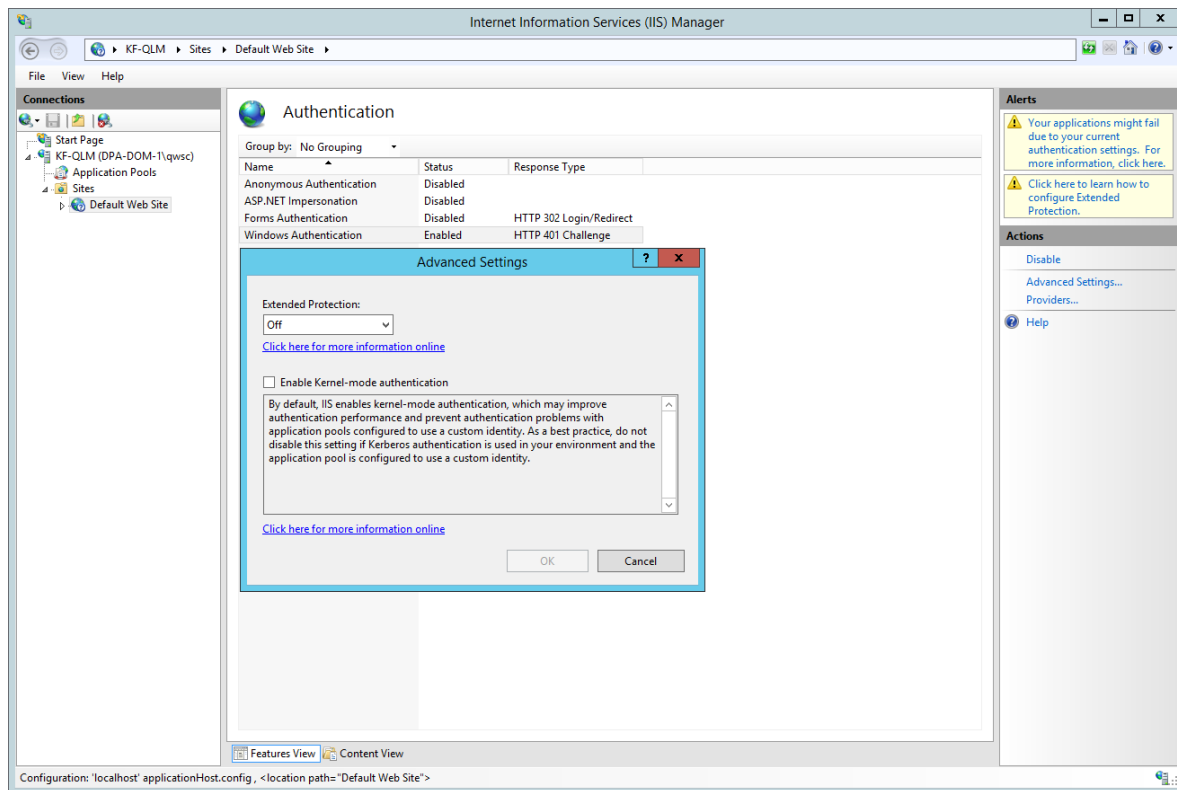 Internet Information Services (IIS) Manager
KF-QLM Sites Default Web Site
File View Help
Connections
Start Page
KF-QLM (DPA-DOM-1\qwsc)
Application Pools
Sites
Default Web Site
Authentication
Group by: No Grouping
Name Status Response Type
Anonymous Authentication Disabled
ASP.NET Impersonation Disabled
Forms Authentication Disabled HTTP 302 Login/Redirect
Windows Authentication Enabled HTTP 401 Challenge
Advanced Settings
Extended Protection:
Off
Click here for more information online
Enable Kernel-mode authentication
By default, IIS enables kernel-mode authentication, which may improve
authentication performance and prevent authentication problems with
application pools configured to use a custom identity. As a best practice, do not
disable this setting if Kerberos authentication is used in your environment and the
application pool is configured to use a custom identity.
Click here for more information online
OK Cancel
Features View Content View
Alerts
Your applications might fail
due to your current
authentication settings. For
more information, click here.
Click here to learn how to
configure Extended
Protection.
Actions
Disable
Advanced Settings...
Providers...
Help
Configuration: 'localhost' applicationHost.config , <location path="Default Web Site">